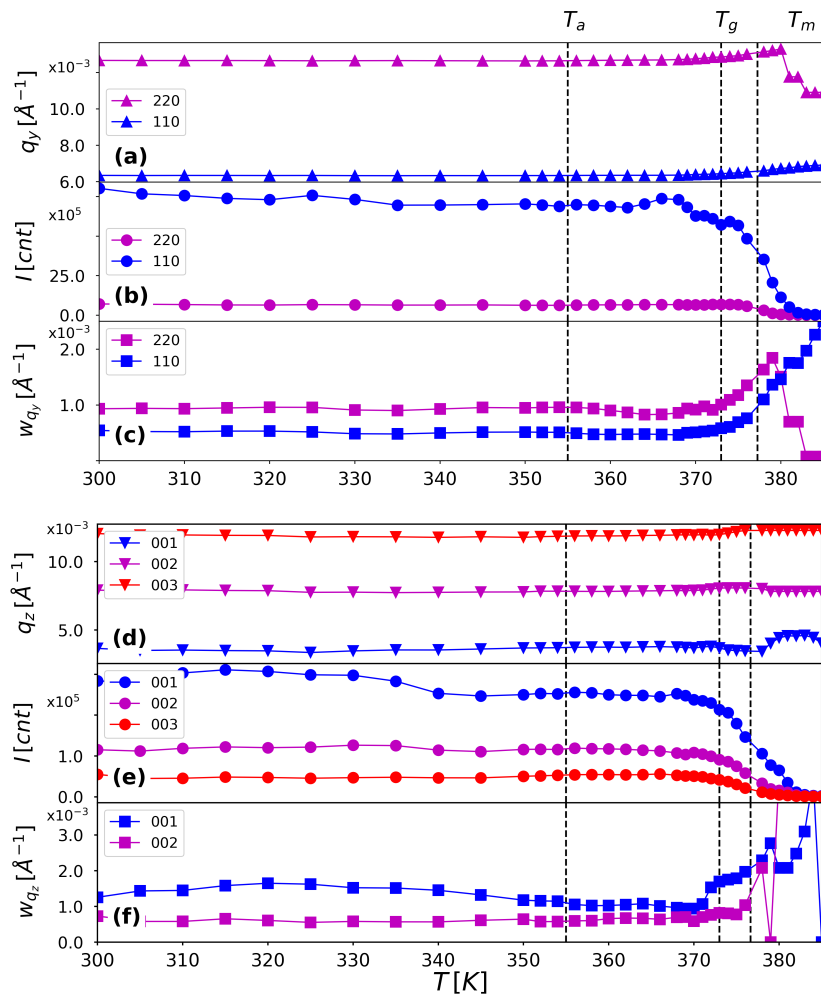 T_a T_g T_m
x10^-3
q_y [Å^-1]
10.0
8.0
6.0
220
110
(a)
x10^5
I [cnt]
25.0
0.0
220
110
(b)
x10^-3
w_{q_y} [Å^-1]
2.0
1.0
220
110
(c)
300 310 320 330 340 350 360 370 380
x10^-3
q_z [Å^-1]
10.0
5.0
001
002
003
(d)
x10^5
I [cnt]
1.0
0.0
001
002
003
(e)
x10^-3
w_{q_z} [Å^-1]
3.0
2.0
1.0
0.0
001
002
(f)
300 310 320 330 340 350 360 370 380
T [K]